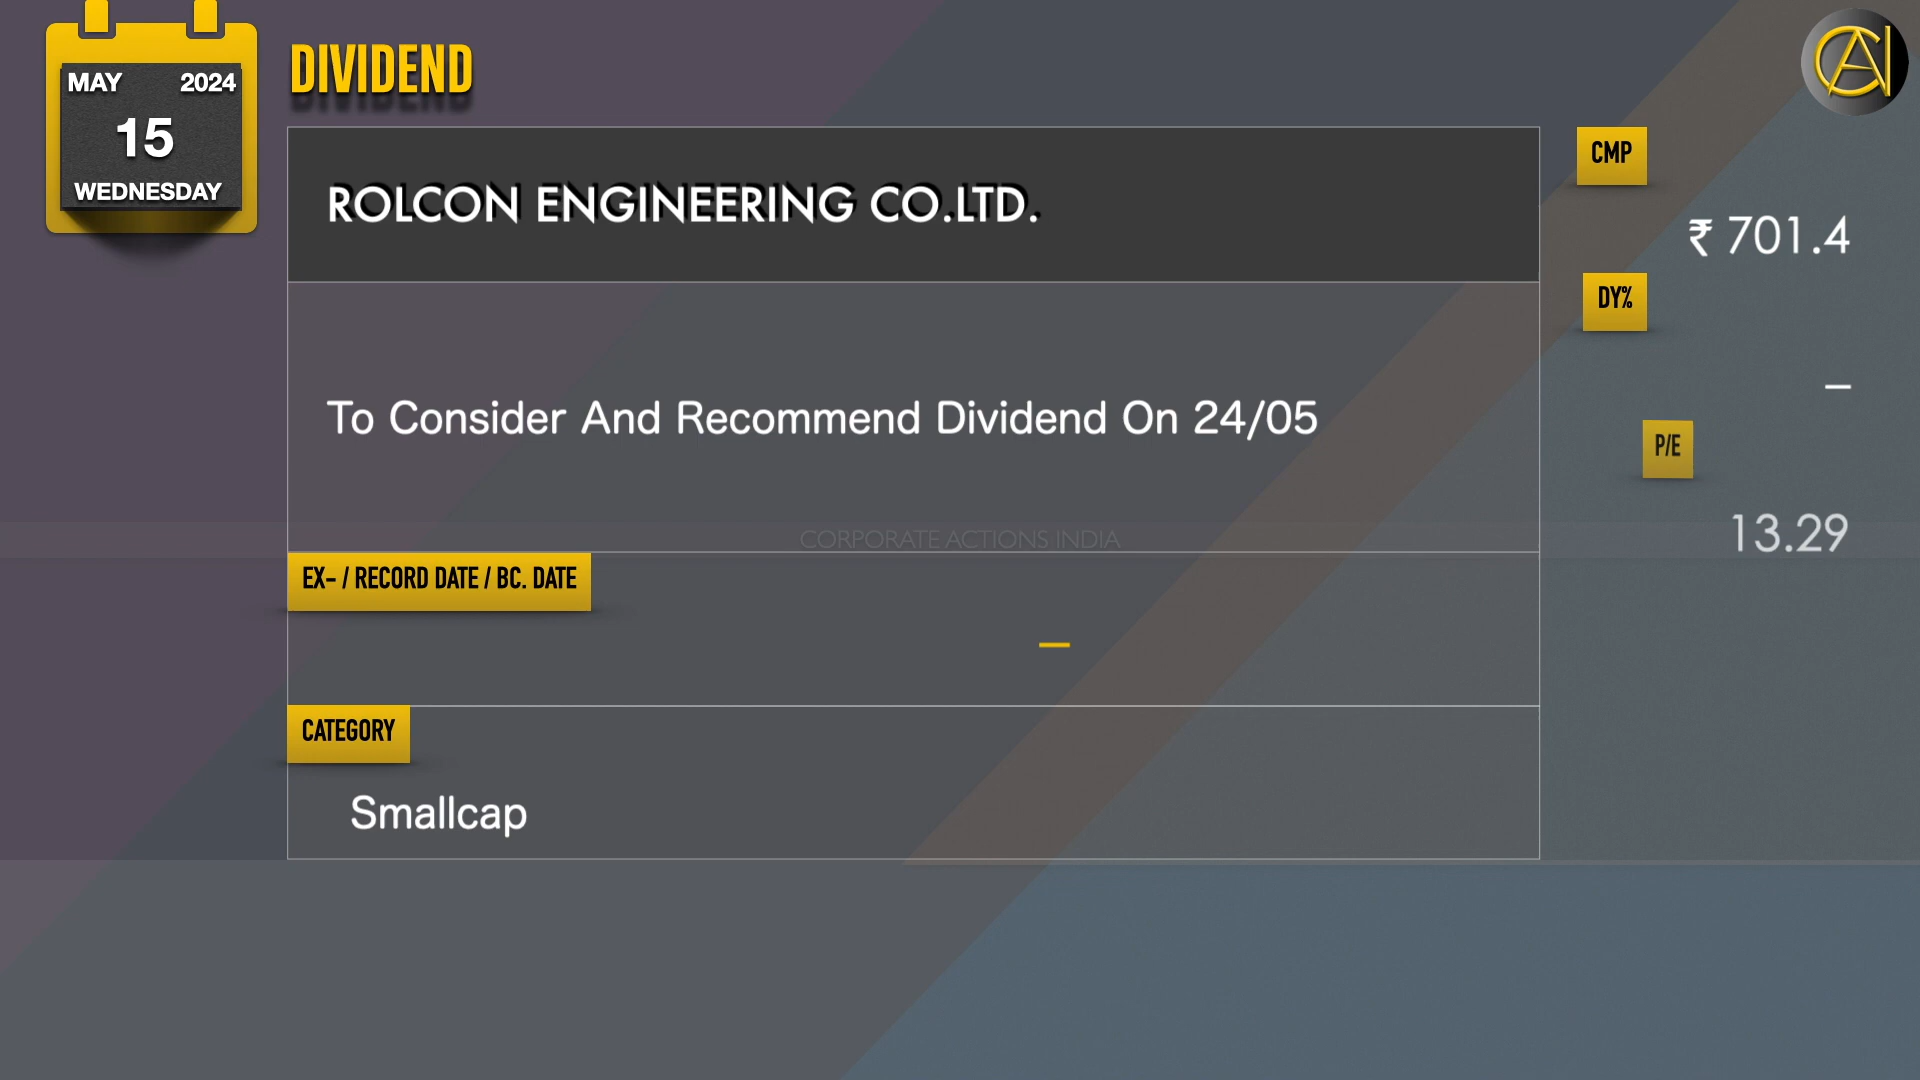 MAY 2024
15
WEDNESDAY
DIVIDEND
CAI
ROLCON ENGINEERING CO.LTD.
CMP
₹ 701.4
DY%
–
To Consider And Recommend Dividend On 24/05
P/E
13.29
CORPORATE ACTIONS INDIA
EX- / RECORD DATE / BC. DATE
–
CATEGORY
Smallcap